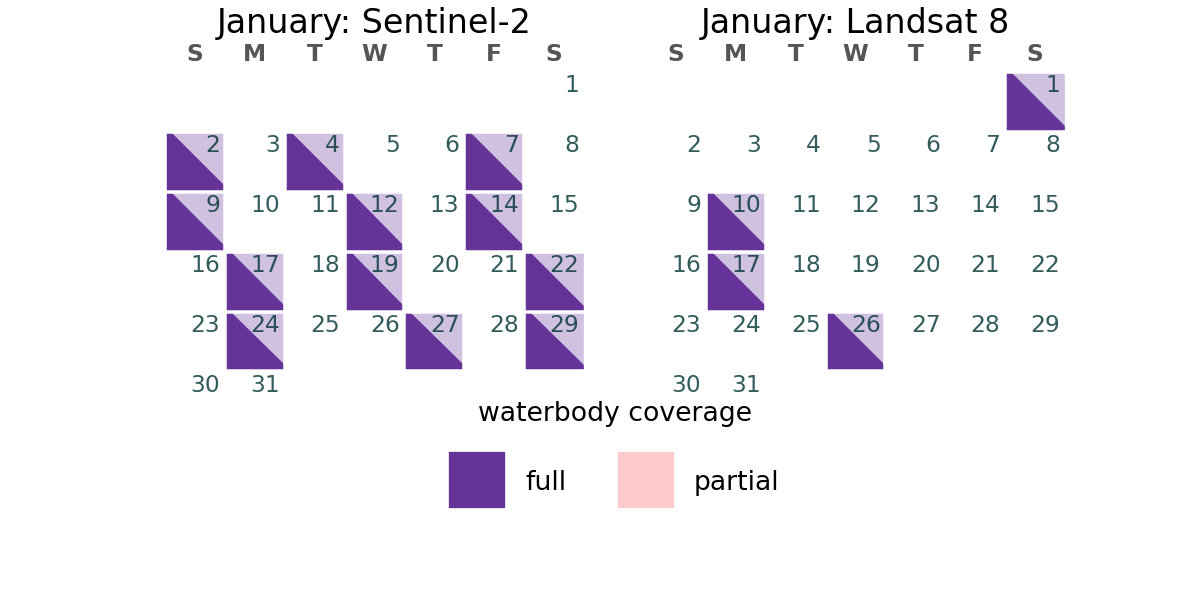 January: Sentinel-2
S M T W T F S
1
2 3 4 5 6 7 8
9 10 11 12 13 14 15
16 17 18 19 20 21 22
23 24 25 26 27 28 29
30 31
January: Landsat 8
S M T W T F S
1
2 3 4 5 6 7 8
9 10 11 12 13 14 15
16 17 18 19 20 21 22
23 24 25 26 27 28 29
30 31
waterbody coverage
full partial